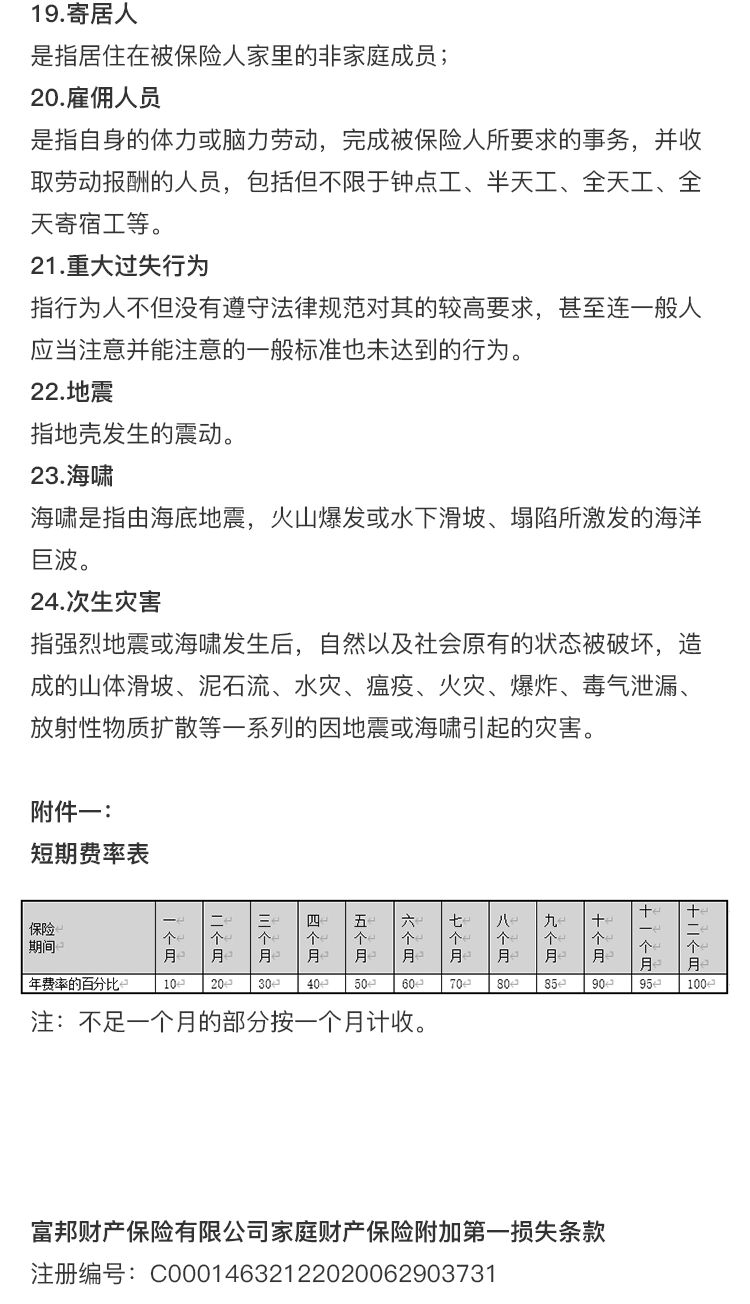 19.寄居人
是指居住在被保险人家里的非家庭成员；
20.雇佣人员
是指自身的体力或脑力劳动，完成被保险人所要求的事务，并收
取劳动报酬的人员，包括但不限于钟点工、半天工、全天工、全
天寄宿工等。
21.重大过失行为
指行为人不但没有遵守法律规范对其的较高要求，甚至连一般人
应当注意并能注意的一般标准也未达到的行为。
22.地震
指地壳发生的震动。
23.海啸
海啸是指由海底地震，火山爆发或水下滑坡、塌陷所激发的海洋
巨波。
24.次生灾害
指强烈地震或海啸发生后，自然以及社会原有的状态被破坏，造
成的山体滑坡、泥石流、水灾、瘟疫、火灾、爆炸、毒气泄漏、
放射性物质扩散等一系列的因地震或海啸引起的灾害。
附件一：
短期费率表
保险期间 一个月 二个月 三个月 四个月 五个月 六个月 七个月 八个月 九个月 十个月 十一个月 十二个月
年费率的百分比 10 20 30 40 50 60 70 80 85 90 95 100
注：不足一个月的部分按一个月计收。
富邦财产保险有限公司家庭财产保险附加第一损失条款
注册编号：C00014632122020062903731